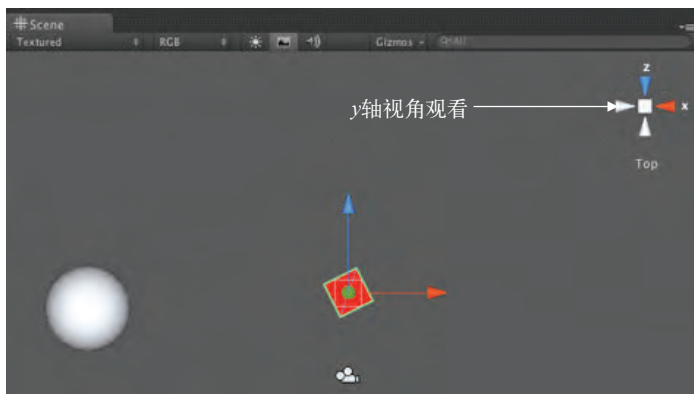 Scene
Textured RGB Gizmos All
z
y轴视角观看
x
Top